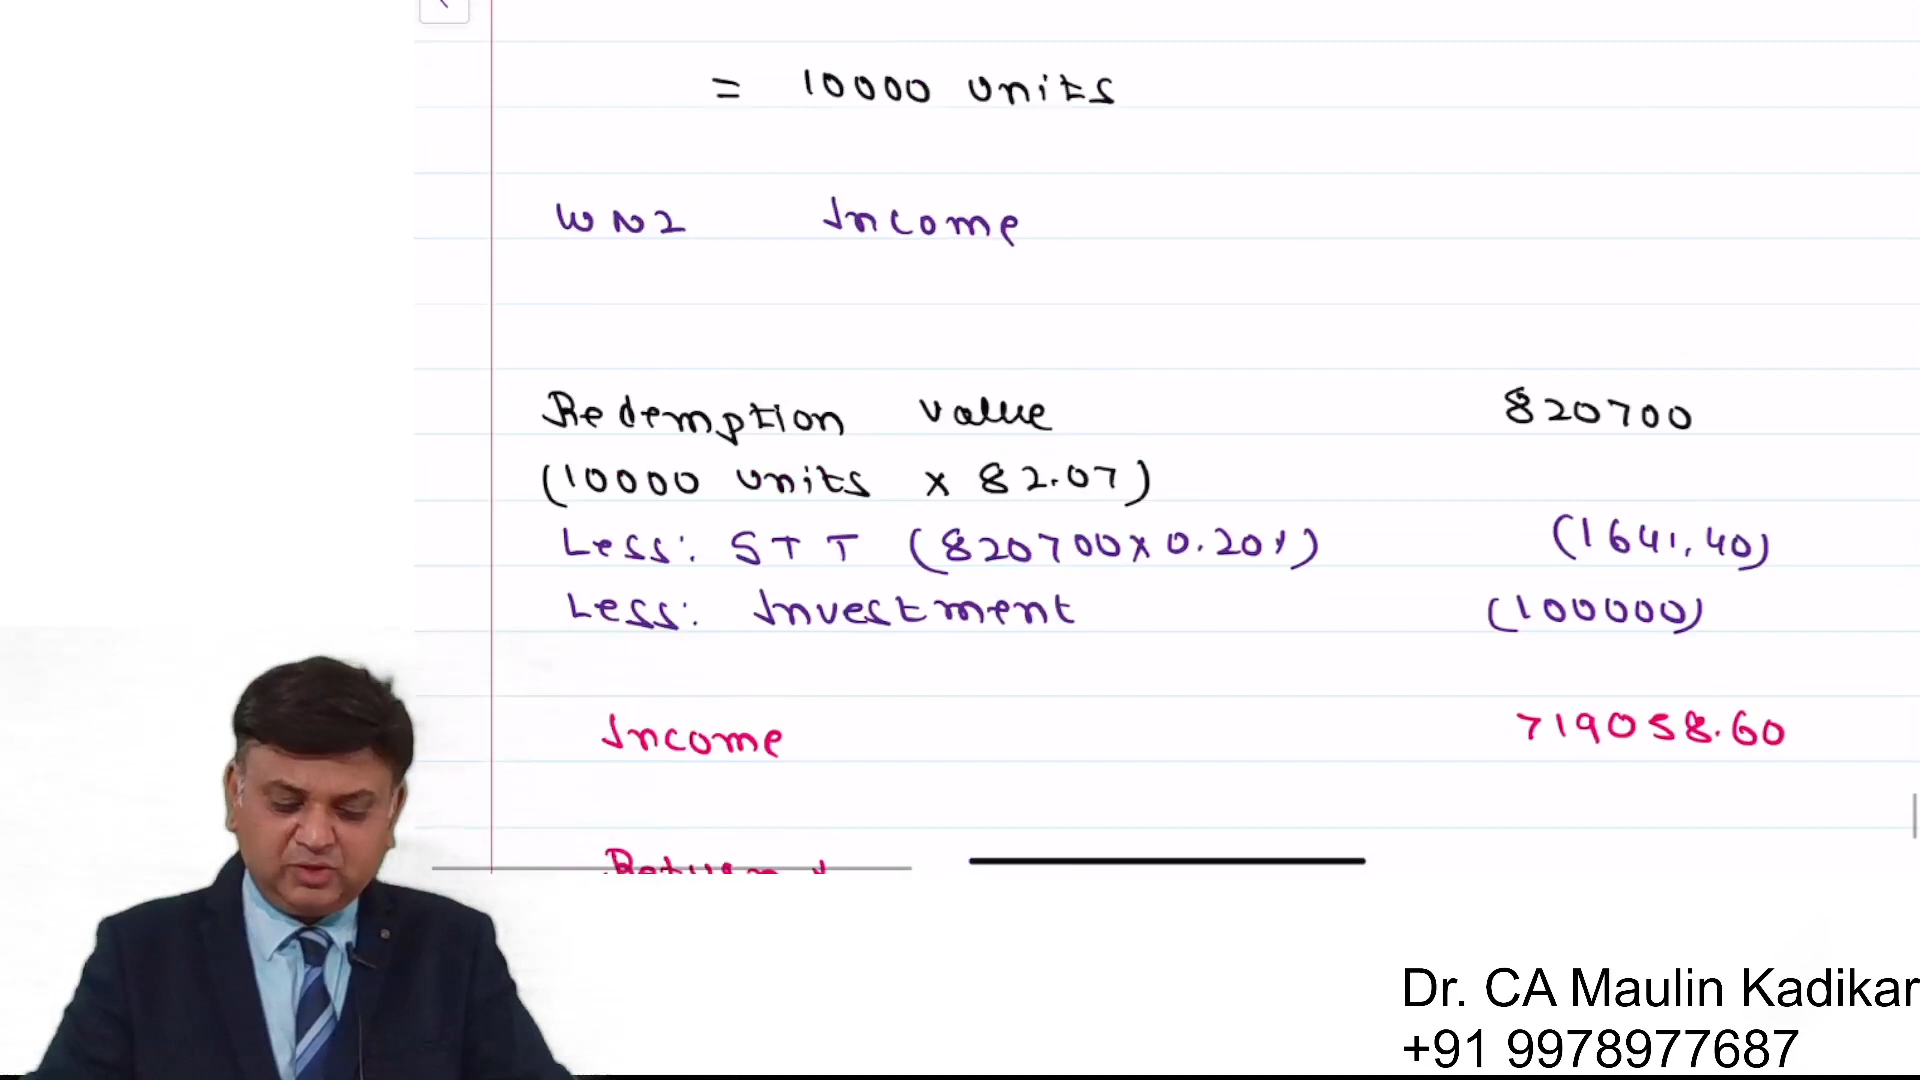 = 10000 units
WN2 Income
Redemption value 820700
(10000 units x 82.07)
Less: STT (820700x0.20%) (1641.40)
Less: Investment (100000)
Income 719058.60
Return
Dr. CA Maulin Kadikar
+91 9978977687